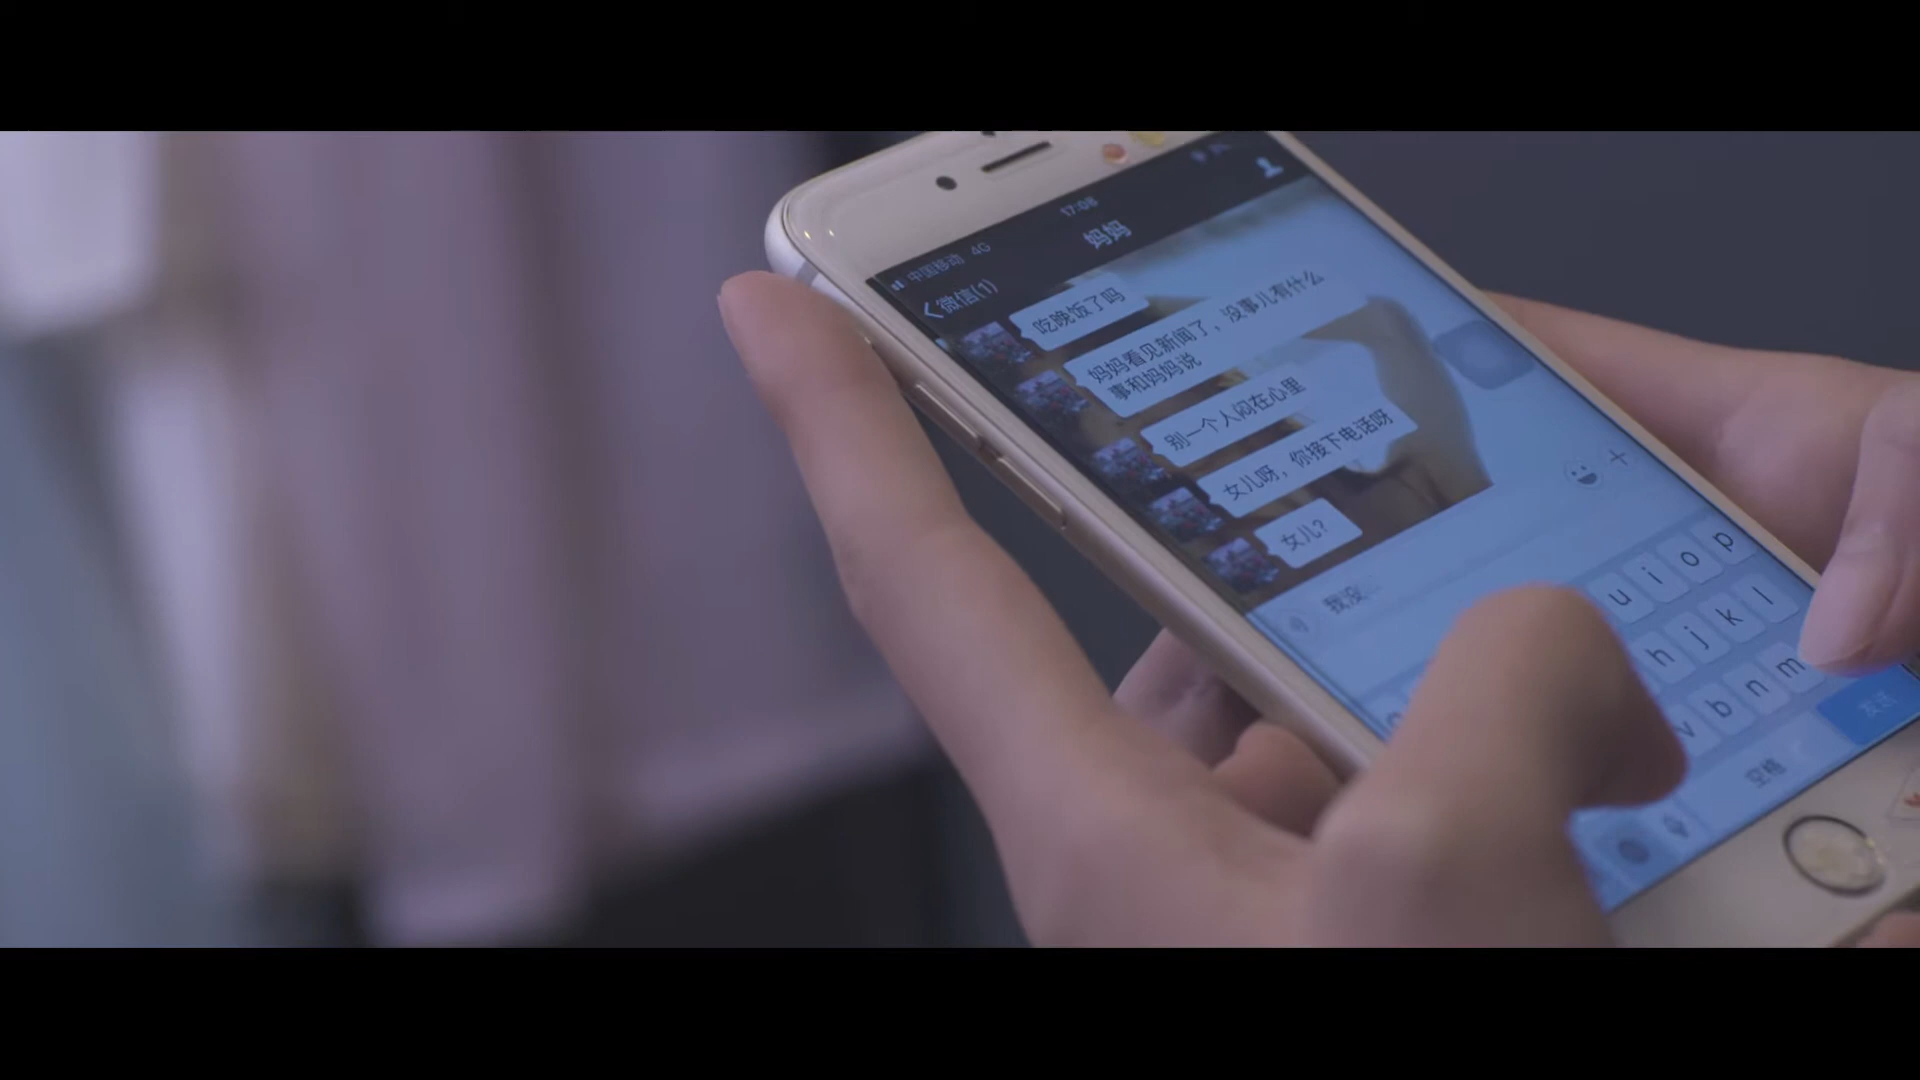 中国移动 4G
17:08
微信(1)
妈妈
吃晚饭了吗
妈妈看见新闻了，没事儿有什么
事和妈妈说
别一个人闷在心里
女儿呀，你接下电话呀
女儿？
我没
u i o p
h j k l
v b n m
空格
发送